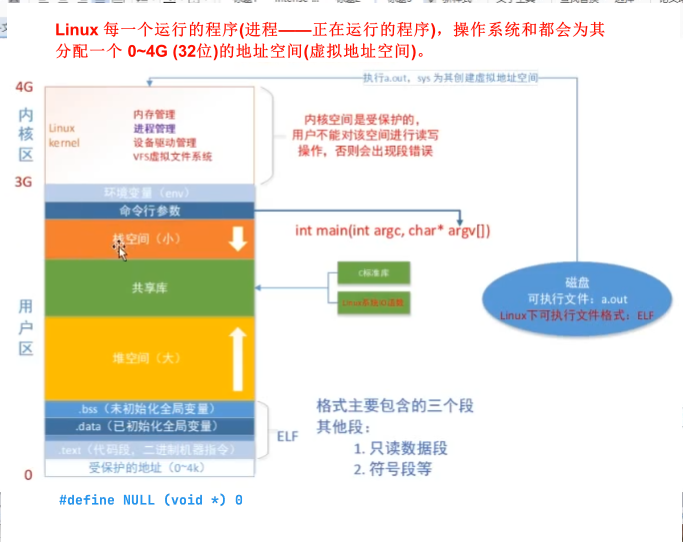 Linux 每一个运行的程序(进程——正在运行的程序)，操作系统和都会为其
分配一个 0~4G (32位)的地址空间(虚拟地址空间)。
执行a.out，sys 为其创建虚拟地址空间
4G
内核区
Linux
kernel
内存管理
进程管理
设备驱动管理
VFS虚拟文件系统
内核空间是受保护的，
用户不能对该空间进行读写
操作，否则会出现段错误
3G
环境变量（env）
命令行参数
int main(int argc, char* argv[])
栈空间（小）
共享库
C标准库
Linux系统IO函数
磁盘
可执行文件：a.out
Linux下可执行文件格式：ELF
用户区
堆空间（大）
.bss（未初始化全局变量）
.data（已初始化全局变量）
.text（代码段，二进制机器指令）
受保护的地址（0~4k）
0
ELF
格式主要包含的三个段
其他段：
1. 只读数据段
2. 符号段等
#define NULL (void *) 0